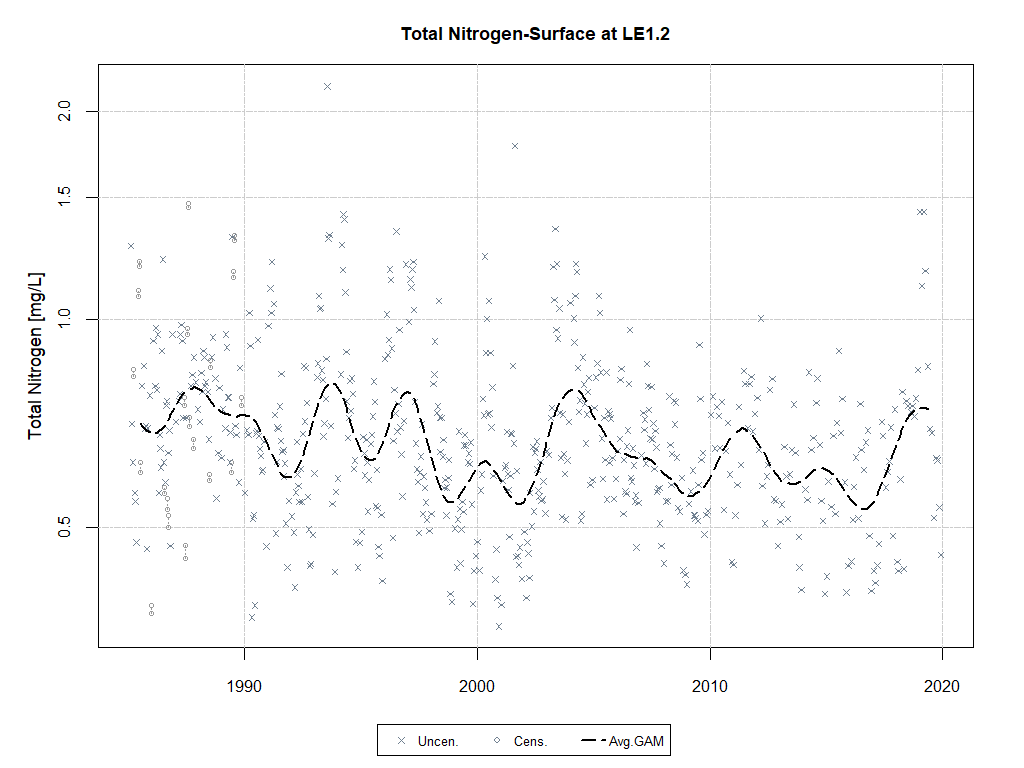 Total Nitrogen-Surface at LE1.2
Total Nitrogen [mg/L]
2.0
1.5
1.0
0.5
1990 2000 2010 2020
Uncen. Cens. Avg.GAM